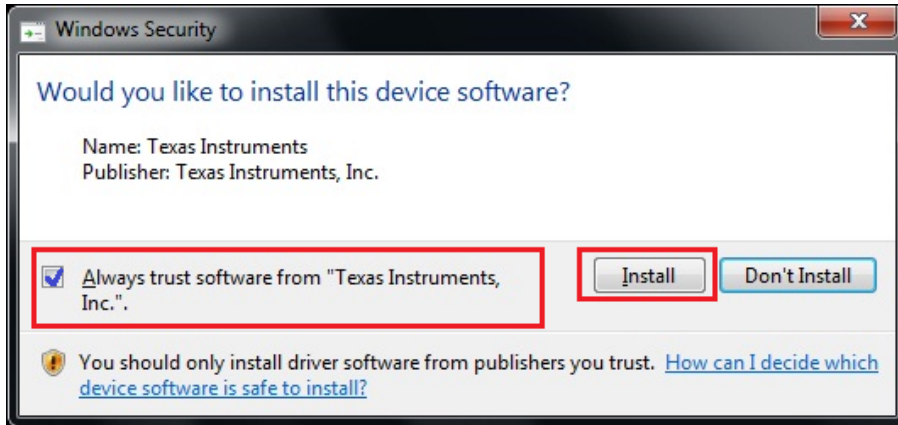 Windows Security
Would you like to install this device software?
Name: Texas Instruments
Publisher: Texas Instruments, Inc.
Always trust software from "Texas Instruments,
Inc.".
Install
Don't Install
You should only install driver software from publishers you trust. How can I decide which
device software is safe to install?